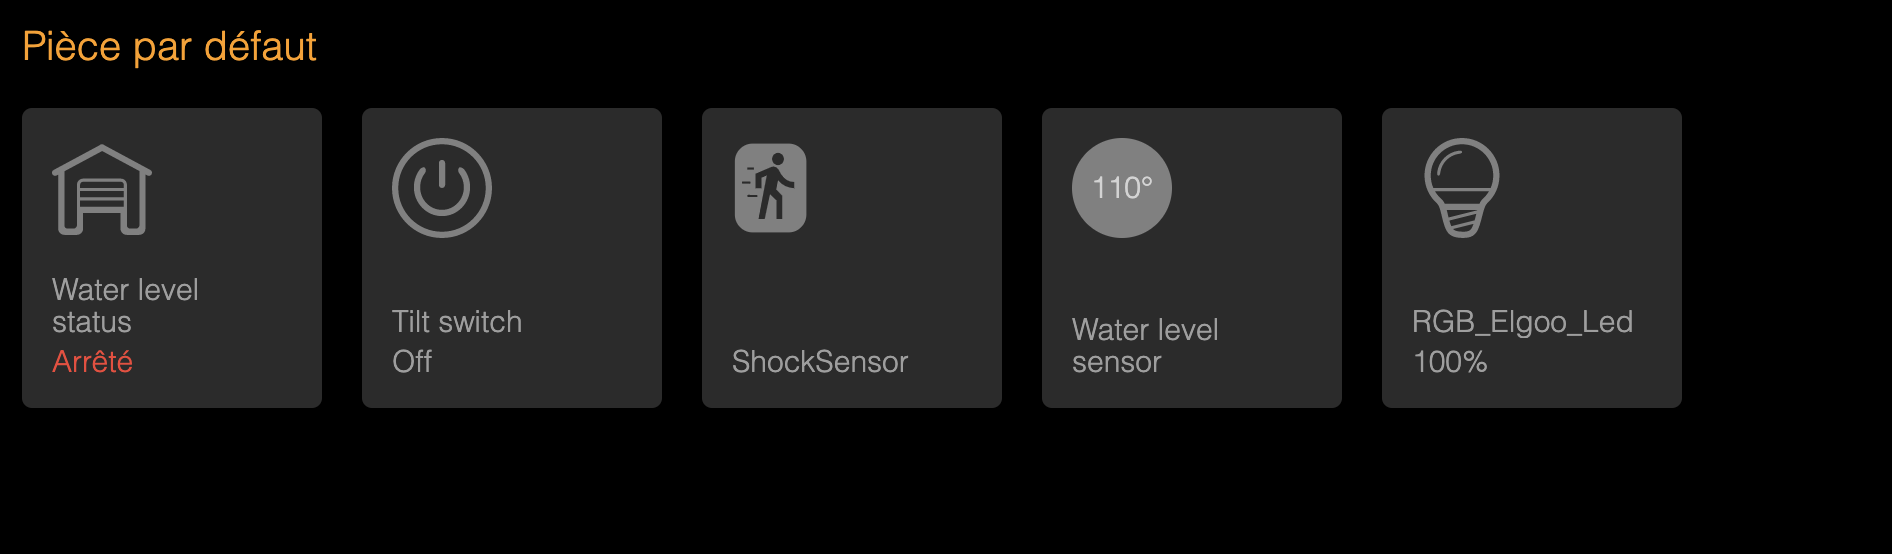 Pièce par défaut
Water level
status
Arrêté
Tilt switch
Off
ShockSensor
110°
Water level
sensor
RGB_Elgoo_Led
100%